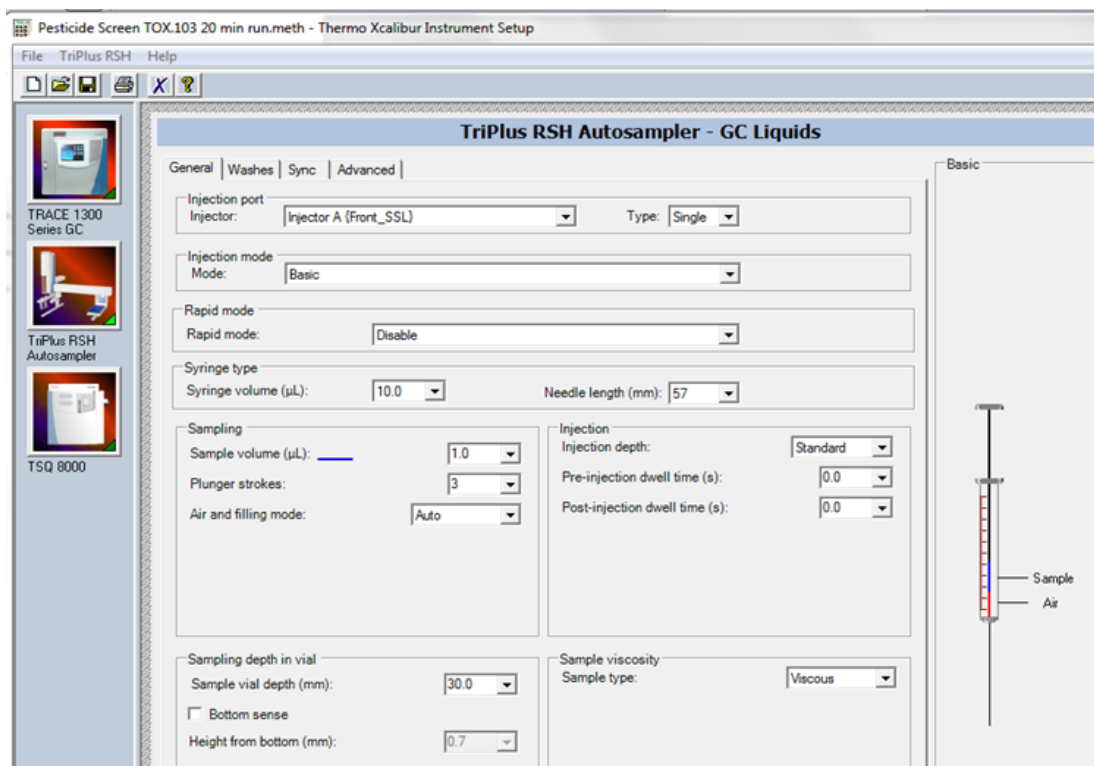 Pesticide Screen TOX.103 20 min run.meth - Thermo Xcalibur Instrument Setup
File TriPlus RSH Help
TriPlus RSH Autosampler - GC Liquids
TRACE 1300
Series GC
TriPlus RSH
Autosampler
TSQ 8000
General Washes Sync Advanced
Injection port
Injector: Injector A {Front_SSL} Type: Single
Injection mode
Mode: Basic
Rapid mode
Rapid mode: Disable
Syringe type
Syringe volume (µL): 10.0 Needle length (mm): 57
Sampling
Sample volume (µL): 1.0
Plunger strokes: 3
Air and filling mode: Auto
Injection
Injection depth: Standard
Pre-injection dwell time (s): 0.0
Post-injection dwell time (s): 0.0
Sampling depth in vial
Sample vial depth (mm): 30.0
Bottom sense
Height from bottom (mm): 0.7
Sample viscosity
Sample type: Viscous
Basic
Sample
Air